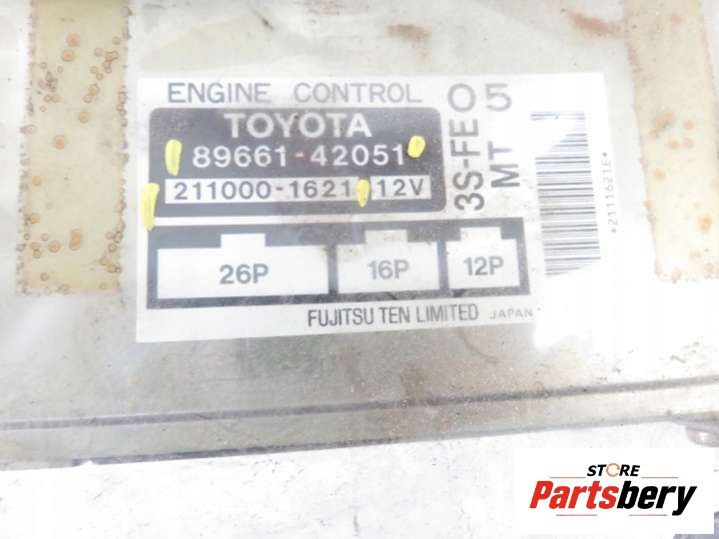 ENGINE CONTROL
TOYOTA
89661-42051
211000-1621 12V
05
3S-FE
MT
*2111621E*
26P 16P 12P
FUJITSU TEN LIMITED JAPAN
STORE
Partsbery